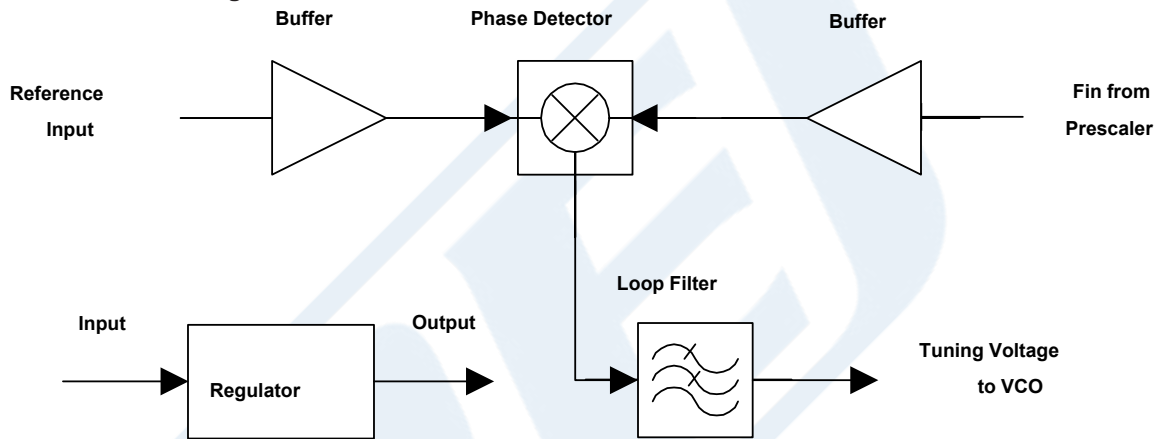 Buffer
Phase Detector
Buffer
Reference
Input
Fin from
Prescaler
Loop Filter
Input
Output
Regulator
Tuning Voltage
to VCO